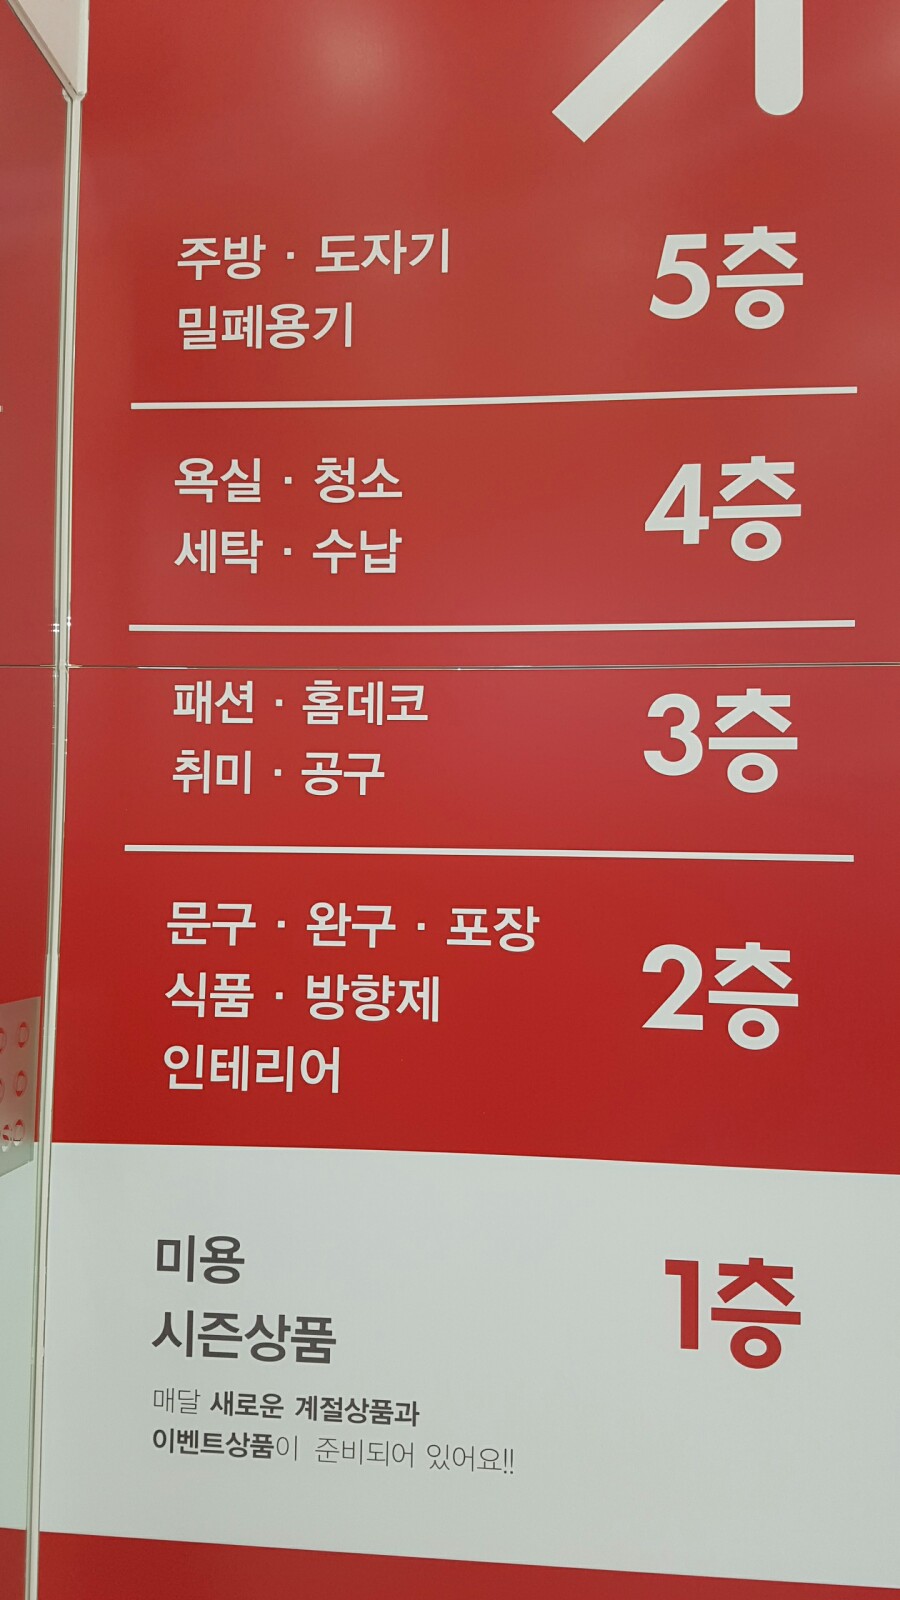 주방 · 도자기
밀폐용기
5층
욕실 · 청소
세탁 · 수납
4층
패션 · 홈데코
취미 · 공구
3층
문구 · 완구 · 포장
식품 · 방향제
인테리어
2층
미용
시즌상품
1층
매달 새로운 계절상품과
이벤트상품이 준비되어 있어요!!